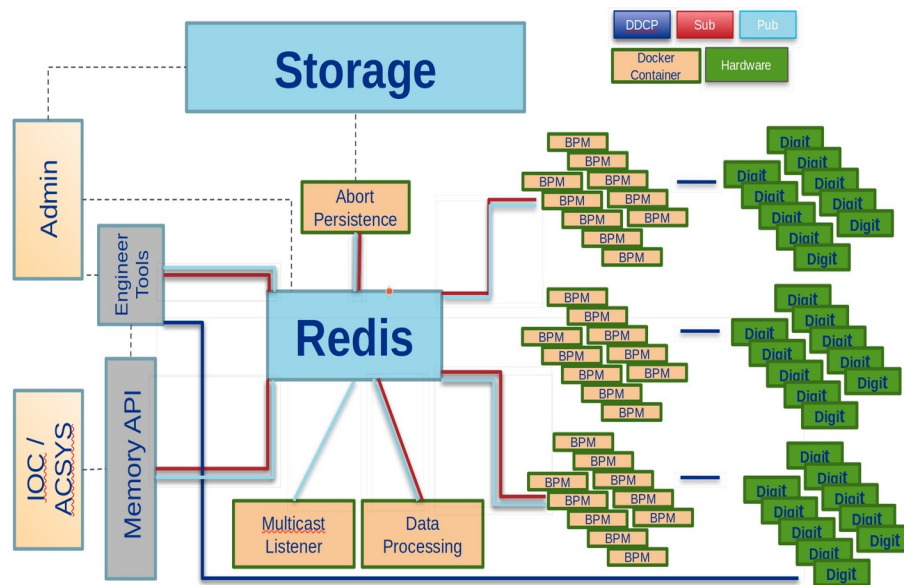 DDCP
Sub
Pub
Docker
Container
Hardware
Storage
Admin
Engineer
Tools
Abort
Persistence
Redis
IOC /
ACSYS
Memory API
Multicast
Listener
Data
Processing
BPM
BPM
BPM
BPM
BPM
BPM
BPM
BPM
BPM
BPM
Digit
Digit
Digit
Digit
Digit
Digit
Digit
Digit
Digit
Digit
BPM
BPM
BPM
BPM
BPM
BPM
BPM
BPM
BPM
BPM
Digit
Digit
Digit
Digit
Digit
Digit
Digit
Digit
Digit
Digit
BPM
BPM
BPM
BPM
BPM
BPM
BPM
BPM
BPM
BPM
Digit
Digit
Digit
Digit
Digit
Digit
Digit
Digit
Digit
Digit